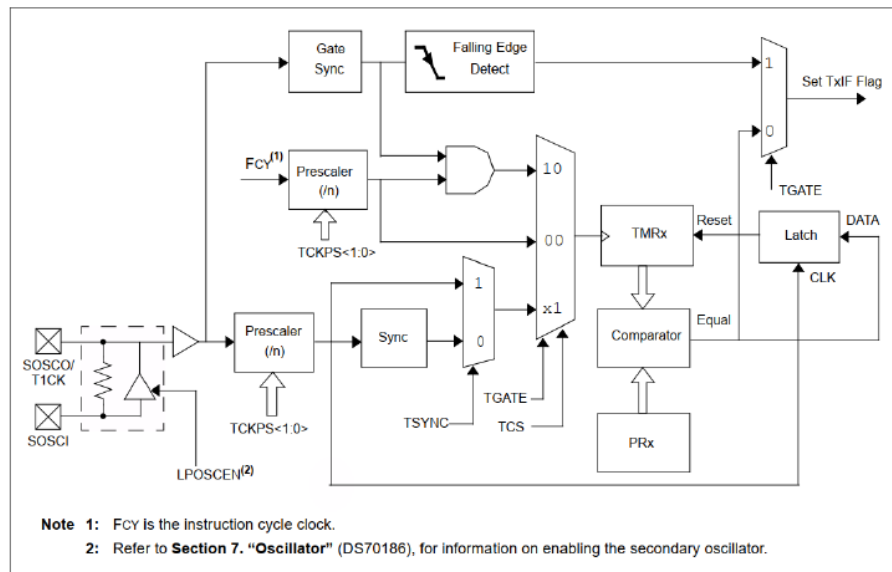 Gate
Sync
Falling Edge
Detect
1
Set TxIF Flag
0
FCY(1)
Prescaler
(/n)
10
TGATE
TCKPS<1:0>
00
TMRx
Reset
Latch
DATA
CLK
1
x1
SOSCO/
T1CK
Prescaler
(/n)
Sync
0
Comparator
Equal
SOSCI
TGATE
TCKPS<1:0>
TSYNC
TCS
PRx
LPOSCEN(2)
Note 1: FCY is the instruction cycle clock.
2: Refer to Section 7. “Oscillator” (DS70186), for information on enabling the secondary oscillator.